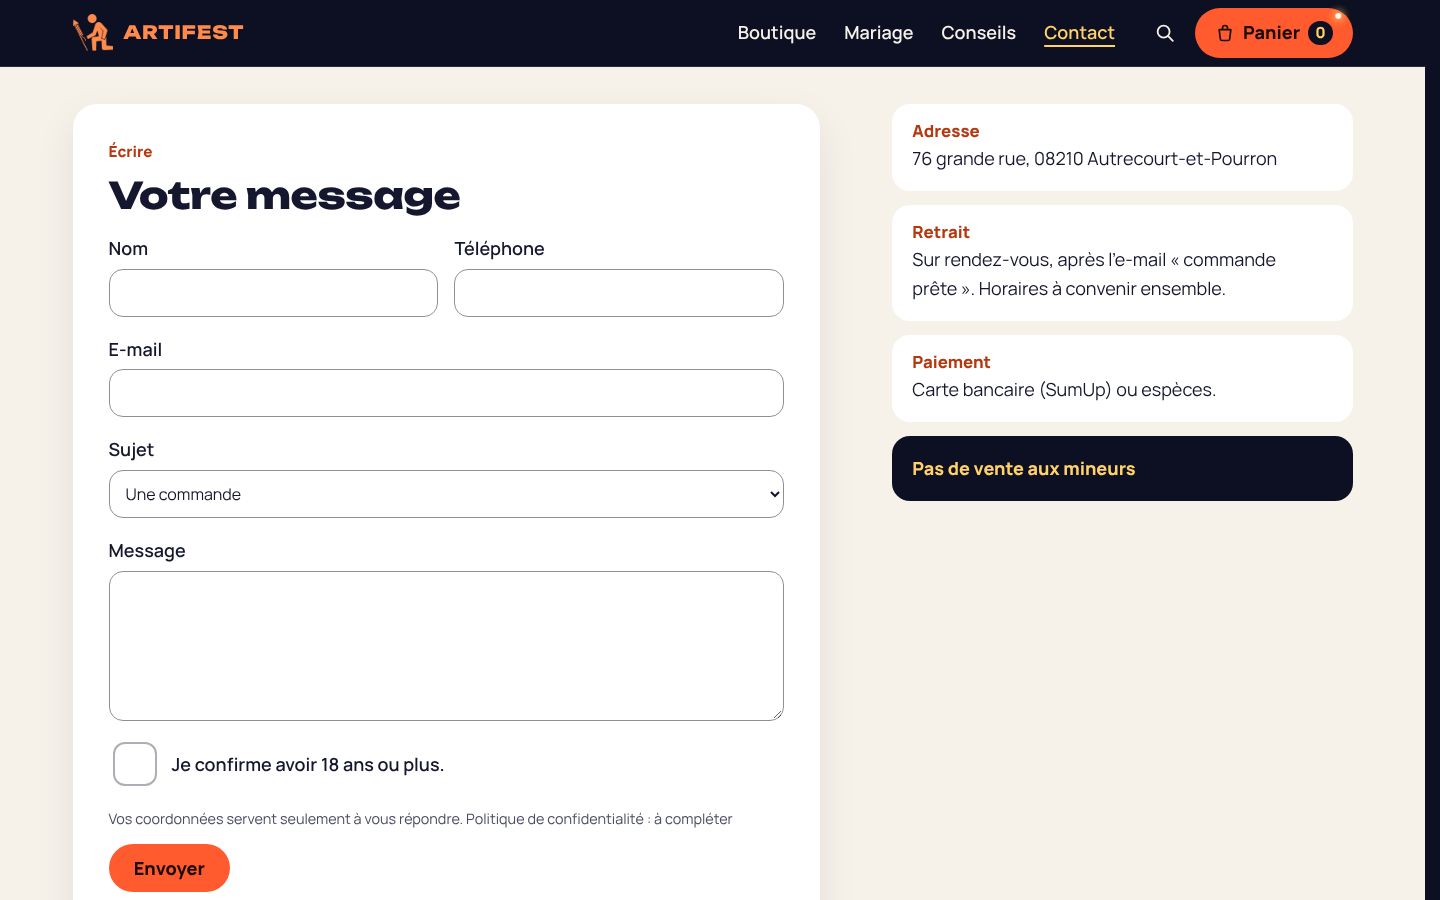 ARTIFEST
Boutique
Mariage
Conseils
Contact
Panier 0
Écrire
Votre message
Nom
Téléphone
E-mail
Sujet
Une commande
Message
Je confirme avoir 18 ans ou plus.
Vos coordonnées servent seulement à vous répondre. Politique de confidentialité : à compléter
Envoyer
Adresse
76 grande rue, 08210 Autrecourt-et-Pourron
Retrait
Sur rendez-vous, après l’e-mail « commande
prête ». Horaires à convenir ensemble.
Paiement
Carte bancaire (SumUp) ou espèces.
Pas de vente aux mineurs